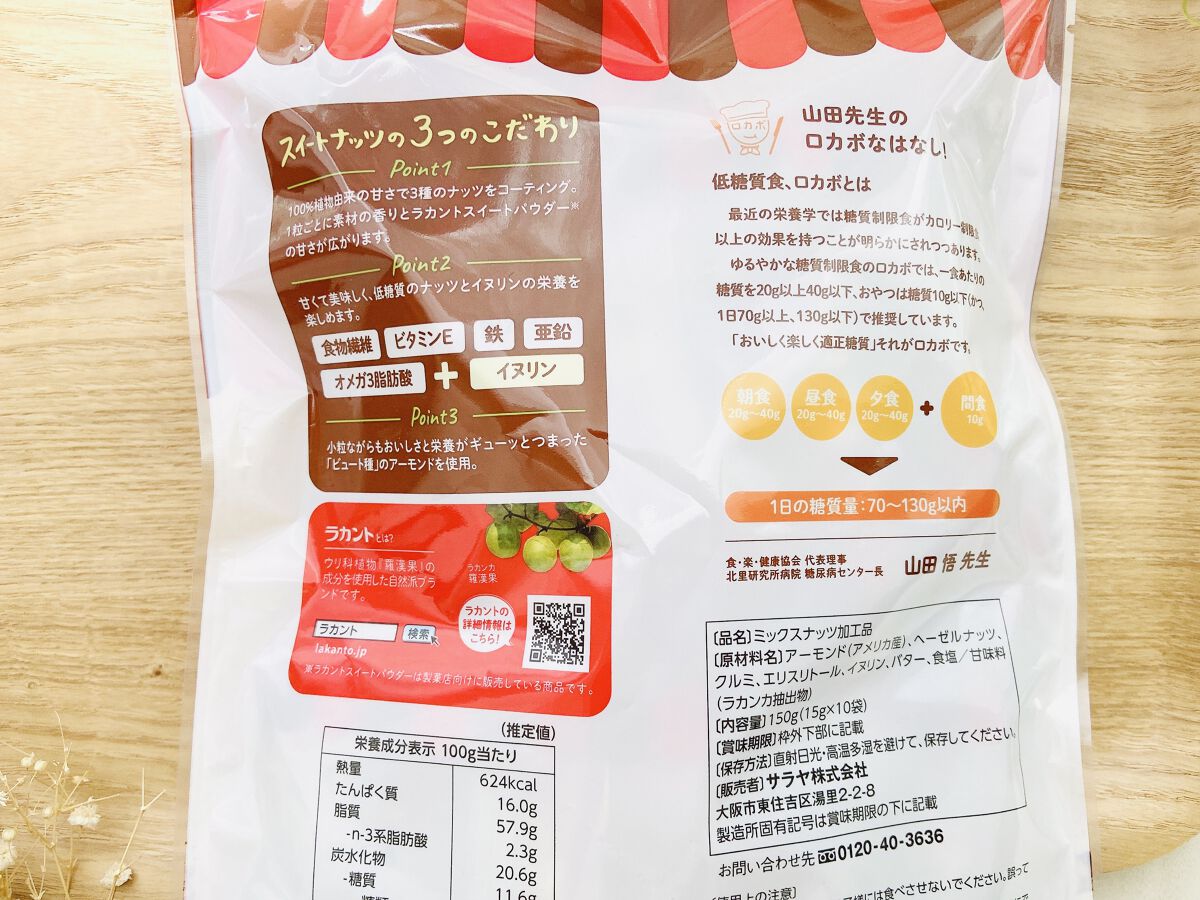 スイートナッツの3つのこだわり
Point1
100%植物由来の甘さで3種のナッツをコーティング。
1粒ごとに素材の香りとラカントスイートパウダー※
の甘さが広がります。
Point2
甘くて美味しく、低糖質のナッツとイヌリンの栄養を
楽しめます。
食物繊維 ビタミンE 鉄 亜鉛
オメガ3脂肪酸 + イヌリン
Point3
小粒ながらもおいしさと栄養がギューッとつまった
「ビュート種」のアーモンドを使用。
ラカントとは?
ウリ科植物『羅漢果』の
成分を使用した自然派ブラ
ンドです。
ラカンカ
羅漢果
ラカント 検索
lakanto.jp
ラカントの
詳細情報は
こちら!
※ラカントスイートパウダーは製菓店向けに販売している商品です。
(推定値)
栄養成分表示 100g当たり
熱量 624kcal
たんぱく質 16.0g
脂質 57.9g
-n-3系脂肪酸 2.3g
炭水化物 20.6g
-糖質 11.6g
ロカボ
山田先生の
ロカボなはなし!
低糖質食、ロカボとは
最近の栄養学では糖質制限食がカロリー制限食
以上の効果を持つことが明らかにされつつあります。
ゆるやかな糖質制限食のロカボでは、一食あたりの
糖質を20g以上40g以下、おやつは糖質10g以下(かつ、
1日70g以上、130g以下)で推奨しています。
「おいしく楽しく適正糖質」それがロカボです。
朝食 20g～40g 昼食 20g～40g 夕食 20g～40g + 間食 10g
1日の糖質量:70～130g以内
食・楽・健康協会 代表理事
北里研究所病院 糖尿病センター長
山田 悟 先生
〔品名〕ミックスナッツ加工品
〔原材料名〕アーモンド(アメリカ産)、ヘーゼルナッツ、
クルミ、エリスリトール、イヌリン、バター、食塩／甘味料
(ラカンカ抽出物)
〔内容量〕150g(15g×10袋)
〔賞味期限〕枠外下部に記載
〔保存方法〕直射日光・高温多湿を避けて、保存してください。
〔販売者〕サラヤ株式会社
大阪市東住吉区湯里2-2-8
製造所固有記号は賞味期限の下に記載
お問い合わせ先 0120-40-3636
〔使用上の注意〕
様には食べさせないでください。誤って